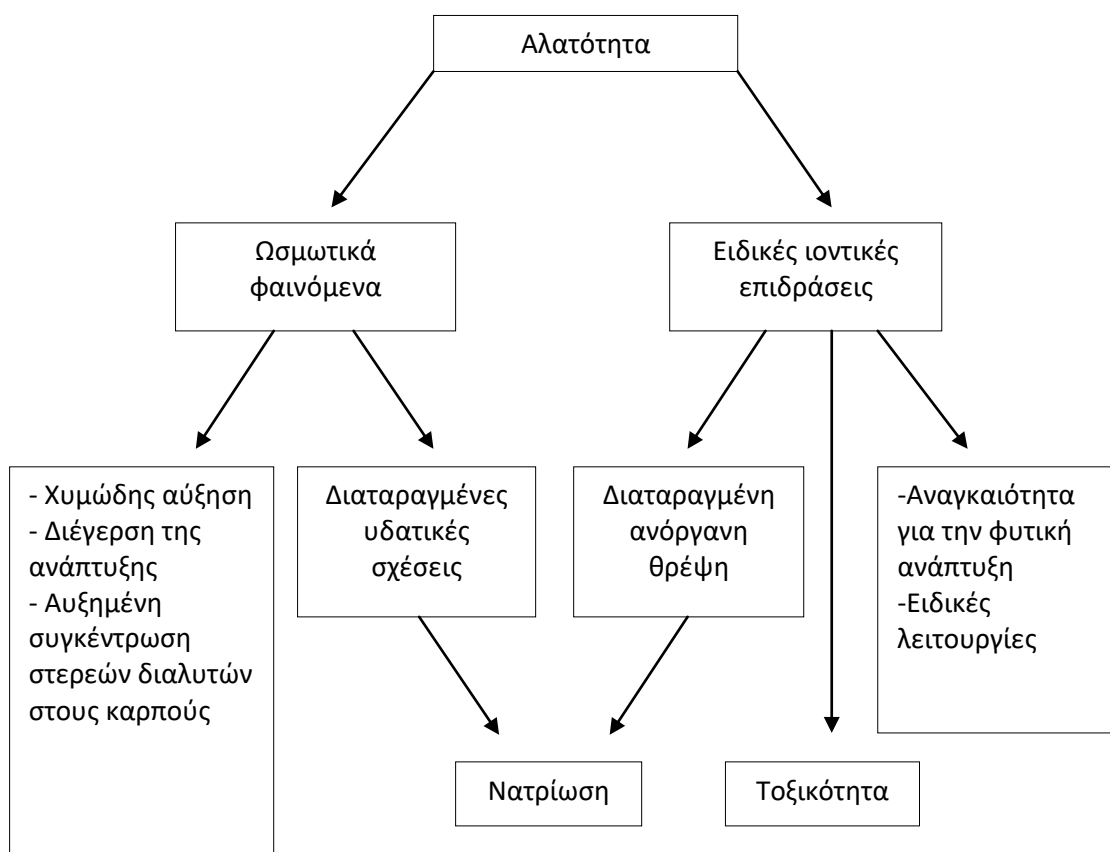 Αλατότητα
Ωσμωτικά
φαινόμενα
Ειδικές ιοντικές
επιδράσεις
- Χυμώδης αύξηση
- Διέγερση της
ανάπτυξης
- Αυξημένη
συγκέντρωση
στερεών διαλυτών
στους καρπούς
Διαταραγμένες
υδατικές
σχέσεις
Διαταραγμένη
ανόργανη
θρέψη
-Αναγκαιότητα
για την φυτική
ανάπτυξη
-Ειδικές
λειτουργίες
Νατρίωση
Τοξικότητα